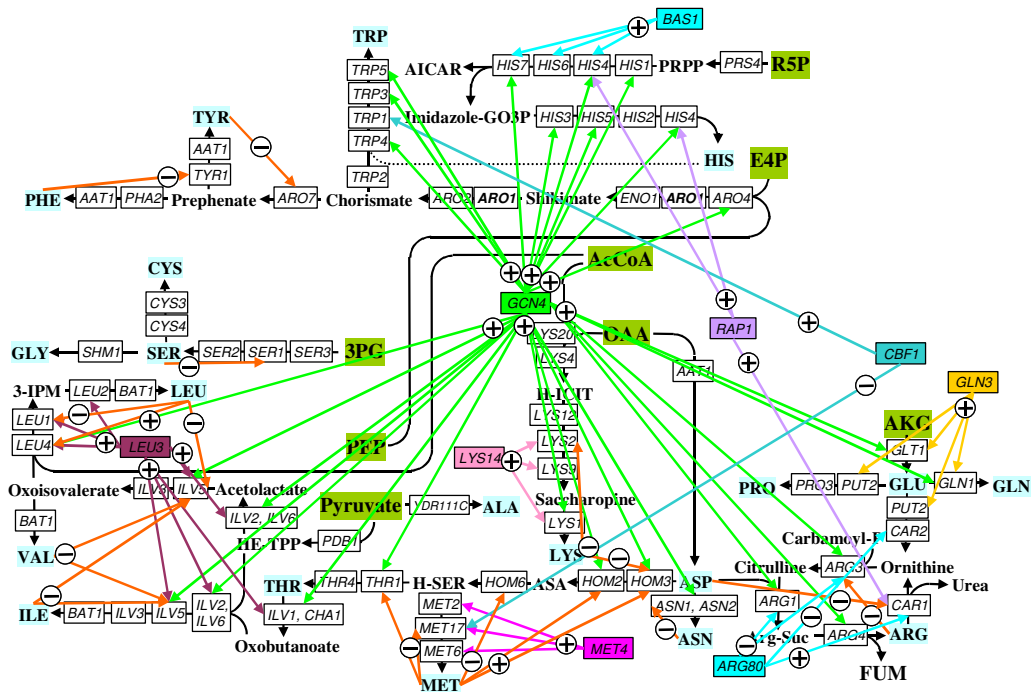 BAS1
TRP
TRP5
AICAR
HIS7
HIS6
HIS4
HIS1
PRPP
PRS4
R5P
TRP3
TYR
TRP1
Imidazole-GO3P
HIS3
HIS5
HIS2
HIS4
AAT1
TRP4
HIS
E4P
TYR1
TRP2
PHE
AAT1
PHA2
Prephenate
ARO7
Chorismate
ARO2
ARO1
Shikimate
ENO1
ARO1
ARO4
AcCoA
CYS
CYS3
GCN4
CYS4
LYS20
OAA
RAP1
GLY
SHM1
SER
SER2
SER1
SER3
3PG
LYS4
AAT1
CBF1
3-IPM
LEU2
BAT1
LEU
H-ICIT
GLN3
LEU1
LYS12
AKG
LEU4
LEU3
PEP
LYS2
GLT1
LYS14
LYS9
Oxoisovalerate
ILV3
ILV5
Acetolactate
Saccharopine
PRO
PRO3
PUT2
GLU
GLN1
GLN
BAT1
ILV2, ILV6
Pyruvate
YDR111C
ALA
LYS1
PUT2
CAR2
VAL
HE-TPP
PDB1
LYS
Carbamoyl-P
THR
THR4
THR1
H-SER
HOM6
ASA
HOM2
HOM3
ASP
Citrulline
ARG3
Ornithine
Urea
ILE
BAT1
ILV3
ILV5
ILV2,
ILV6
ILV1, CHA1
MET2
ASN1, ASN2
ARG1
CAR1
MET17
ASN
Arg-Suc
ARG4
ARG
Oxobutanoate
MET6
MET4
ARG80
FUM
MET